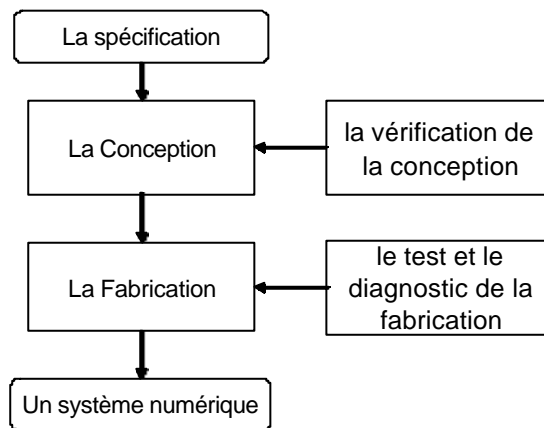 La spécification
La Conception
la vérification de
la conception
La Fabrication
le test et le
diagnostic de la
fabrication
Un système numérique